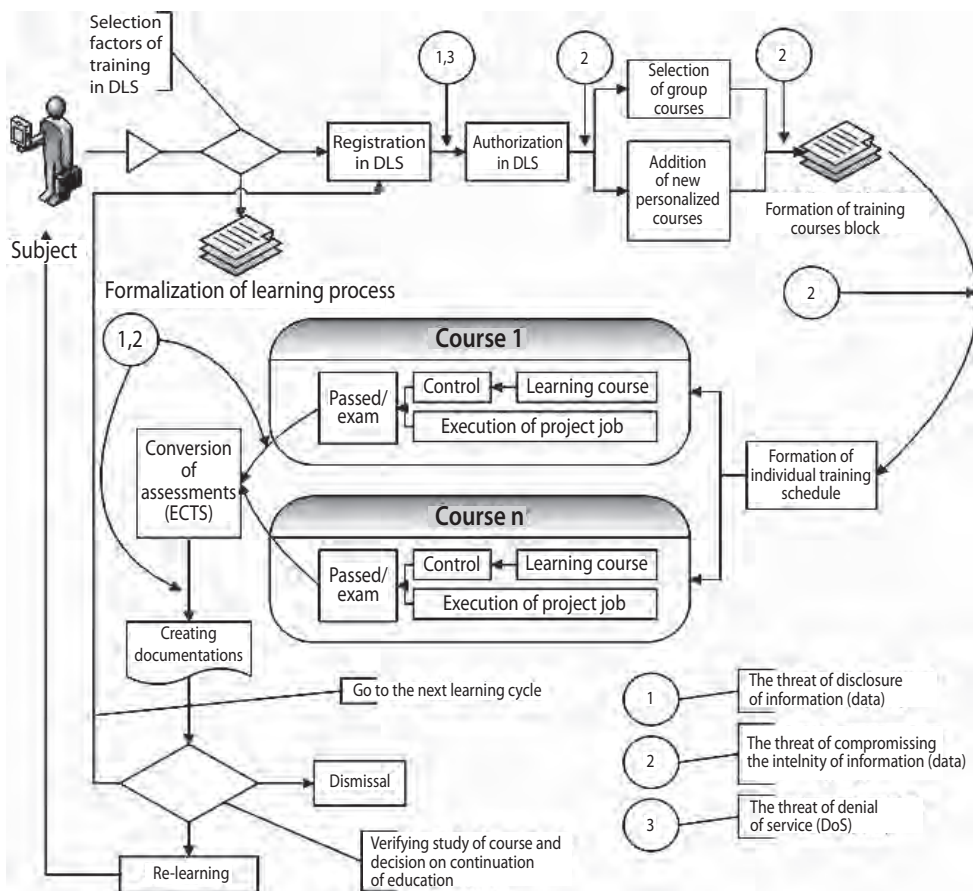 Selection
factors of
training
in DLS
1,3
2
Selection
of group
courses
2
Registration
in DLS
Authorization
in DLS
Addition
of new
personalized
courses
Formation of training
courses block
Subject
Formalization of learning process
2
1,2
Course 1
Passed/
exam
Control
Learning course
Execution of project job
Conversion
of
assessments
(ECTS)
Formation of
individual training
schedule
Course n
Passed/
exam
Control
Learning course
Execution of project job
Creating
documentations
Go to the next learning cycle
Dismissal
Verifying study of course and
decision on continuation
of education
Re-learning
1
The threat of disclosure
of information (data)
2
The threat of compromissing
the intelnity of information (data)
3
The threat of denial
of service (DoS)